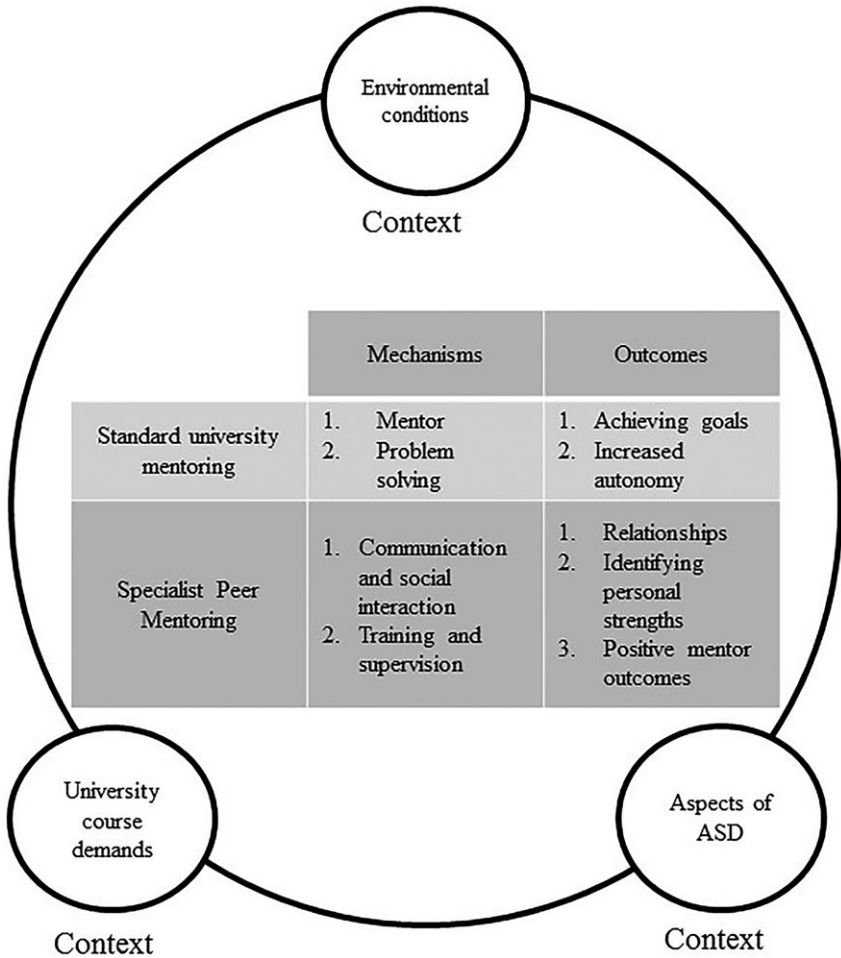 Environmental
conditions
Context
Mechanisms
Outcomes
Standard university
mentoring
1. Mentor
2. Problem
solving
1. Achieving goals
2. Increased
autonomy
Specialist Peer
Mentoring
1. Communication
and social
interaction
2. Training and
supervision
1. Relationships
2. Identifying
personal
strengths
3. Positive mentor
outcomes
University
course
demands
Context
Aspects of
ASD
Context